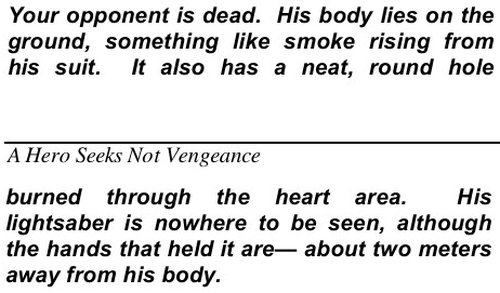 Your opponent is dead. His body lies on the
ground, something like smoke rising from
his suit. It also has a neat, round hole
A Hero Seeks Not Vengeance
burned through the heart area. His
lightsaber is nowhere to be seen, although
the hands that held it are— about two meters
away from his body.